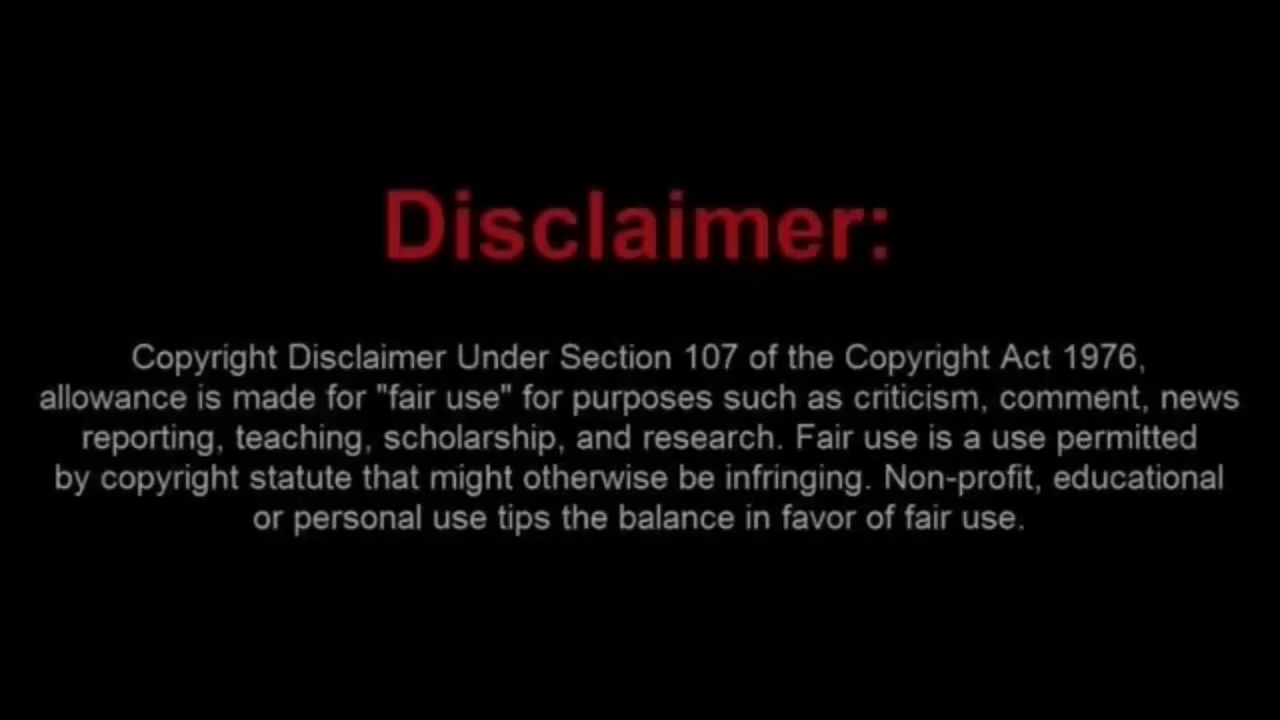 Disclaimer:
Copyright Disclaimer Under Section 107 of the Copyright Act 1976,
allowance is made for "fair use" for purposes such as criticism, comment, news
reporting, teaching, scholarship, and research. Fair use is a use permitted
by copyright statute that might otherwise be infringing. Non-profit, educational
or personal use tips the balance in favor of fair use.